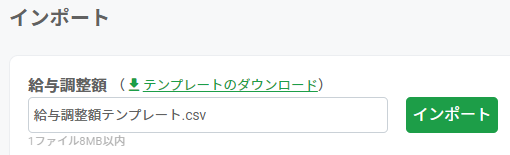 インポート
給与調整額 （テンプレートのダウンロード）
給与調整額テンプレート.csv インポート
1ファイル8MB以内